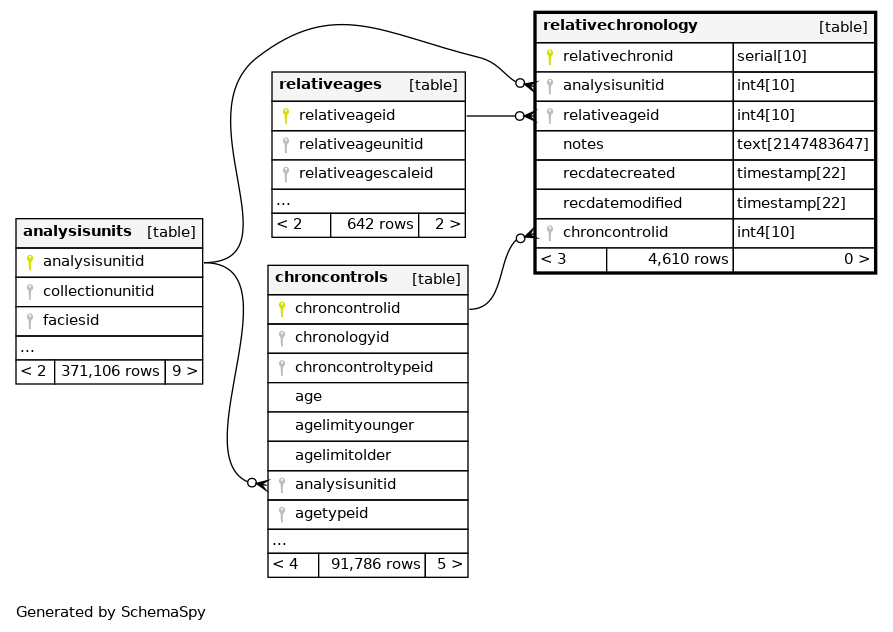 relativechronology [table]
relativechronid serial[10]
analysisunitid int4[10]
relativeageid int4[10]
notes text[2147483647]
recdatecreated timestamp[22]
recdatemodified timestamp[22]
chroncontrolid int4[10]
< 3 4,610 rows 0 >
relativeages [table]
relativeageid
relativeageunitid
relativeagescaleid
...
< 2 642 rows 2 >
analysisunits [table]
analysisunitid
collectionunitid
faciesid
...
< 2 371,106 rows 9 >
chroncontrols [table]
chroncontrolid
chronologyid
chroncontroltypeid
age
agelimityounger
agelimitolder
analysisunitid
agetypeid
...
< 4 91,786 rows 5 >
Generated by SchemaSpy